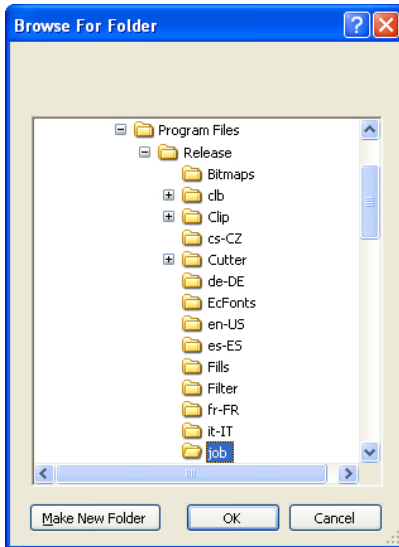 Browse For Folder
Program Files
Release
Bitmaps
clb
Clip
cs-CZ
Cutter
de-DE
EcFonts
en-US
es-ES
Fills
Filter
fr-FR
it-IT
job
Make New Folder
OK
Cancel